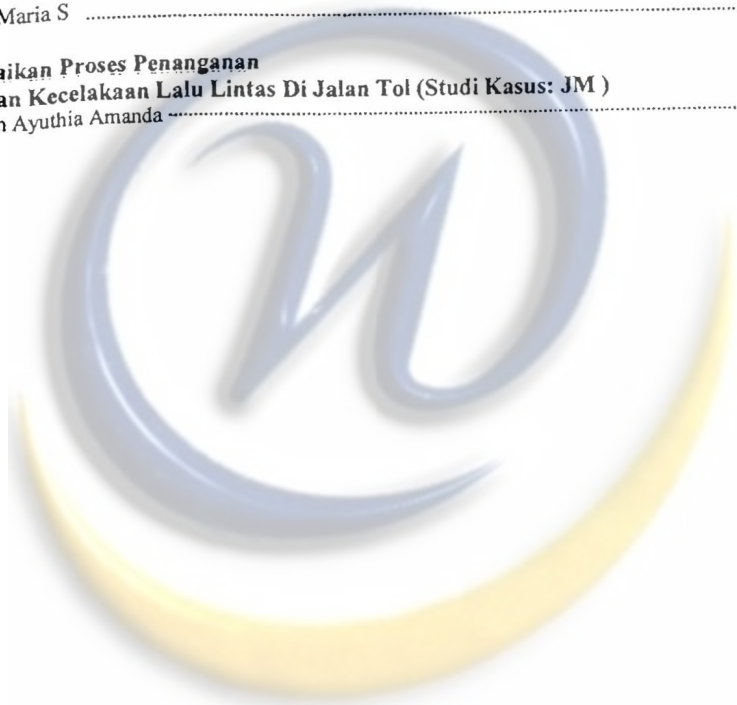 Maria S ................................................................
aikan Proses Penanganan
an Kecelakaan Lalu Lintas Di Jalan Tol (Studi Kasus: JM )
n Ayuthia Amanda ................................................................